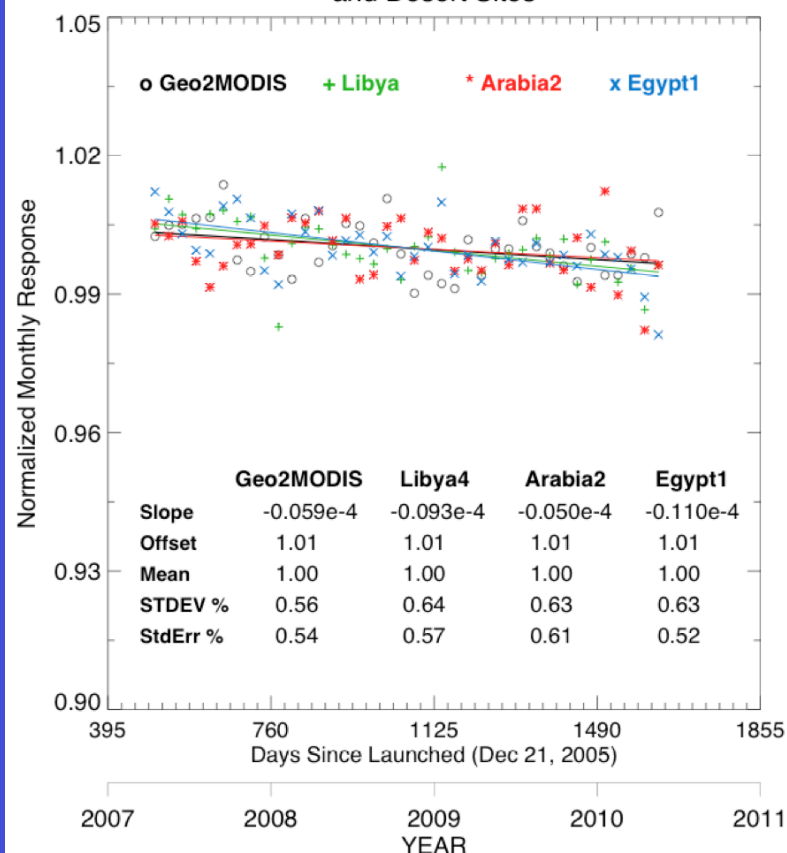 and Desert Sites
1.05
o Geo2MODIS + Libya * Arabia2 x Egypt1
1.02
0.99
0.96
0.93
0.90
Normalized Monthly Response
Geo2MODIS Libya4 Arabia2 Egypt1
Slope -0.059e-4 -0.093e-4 -0.050e-4 -0.110e-4
Offset 1.01 1.01 1.01 1.01
Mean 1.00 1.00 1.00 1.00
STDEV % 0.56 0.64 0.63 0.63
StdErr % 0.54 0.57 0.61 0.52
395 760 1125 1490 1855
Days Since Launched (Dec 21, 2005)
2007 2008 2009 2010 2011
YEAR